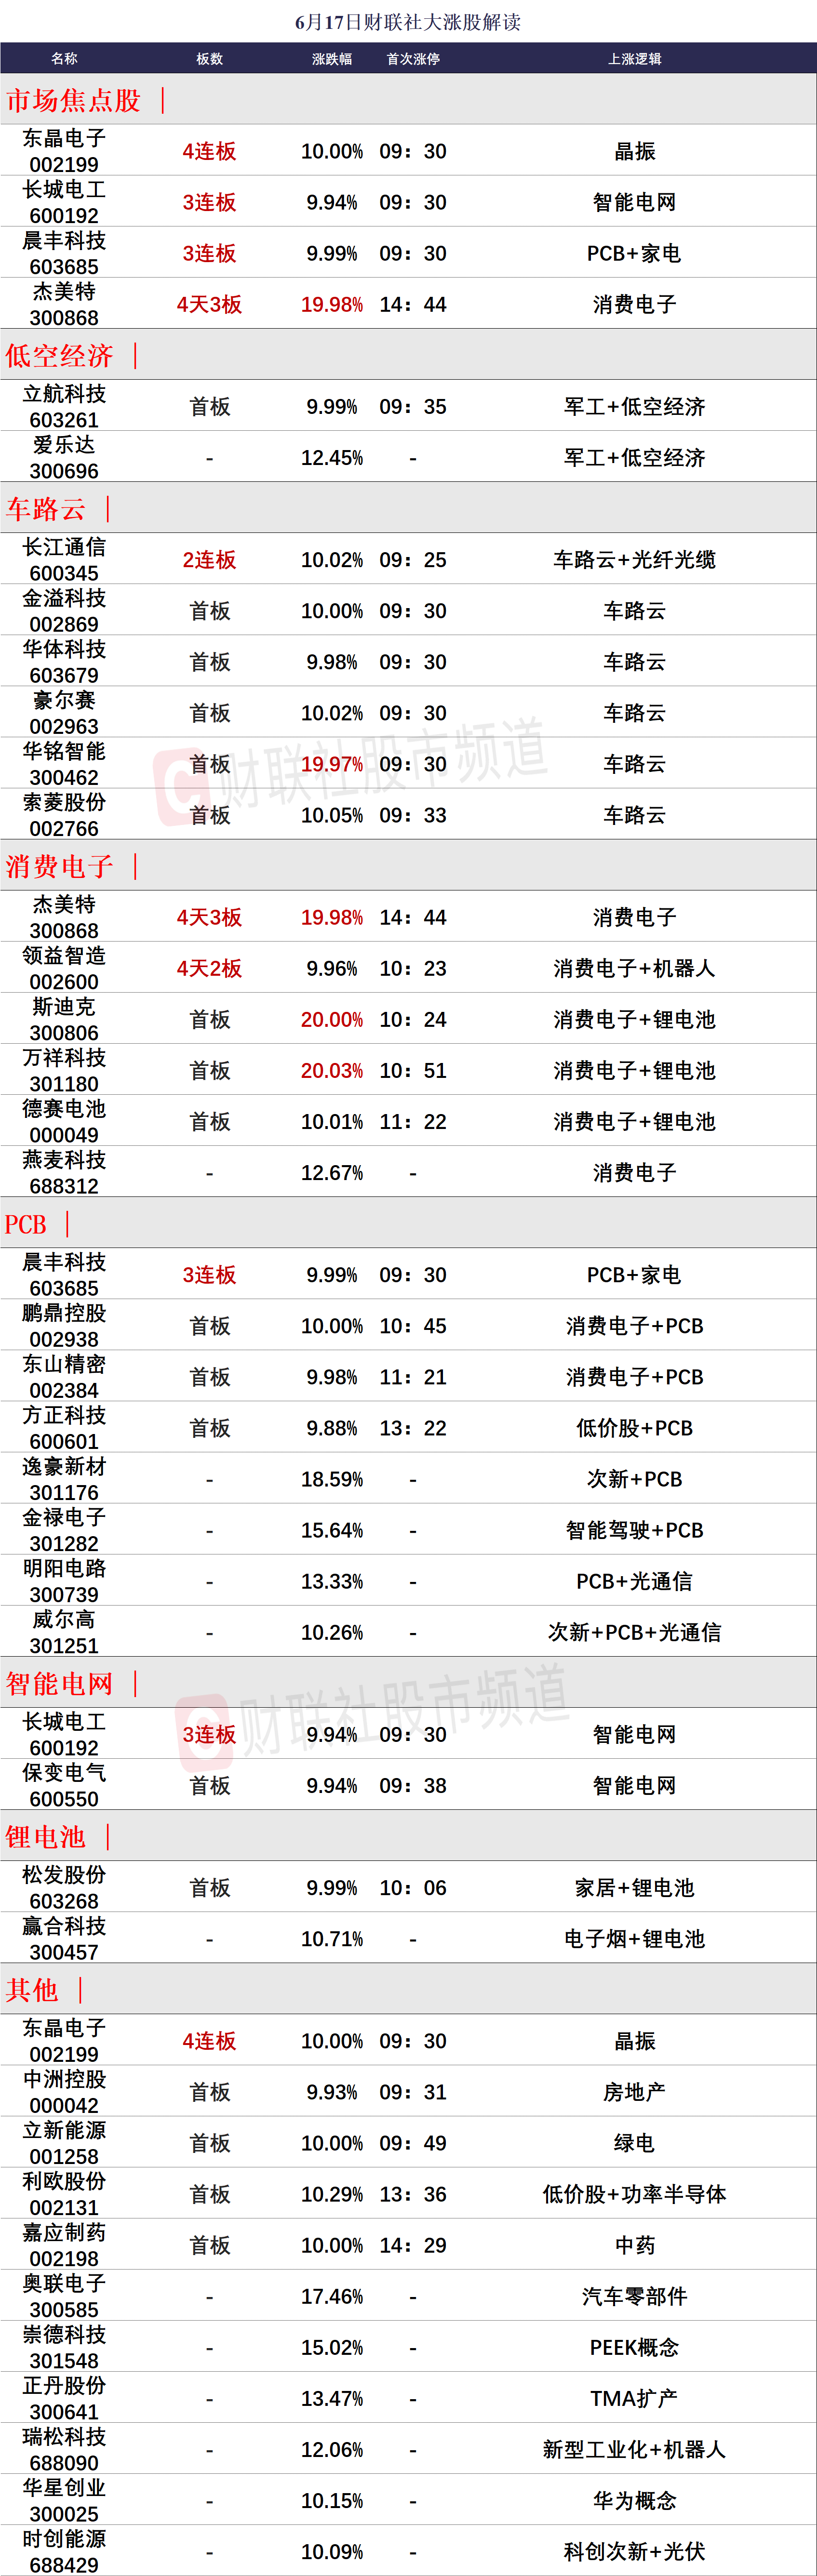 6月17日财联社大涨股解读
名称 板数 涨跌幅 首次涨停 上涨逻辑
市场焦点股 ｜
东晶电子
002199 4连板 10.00% 09：30 晶振
长城电工
600192 3连板 9.94% 09：30 智能电网
晨丰科技
603685 3连板 9.99% 09：30 PCB+家电
杰美特
300868 4天3板 19.98% 14：44 消费电子
低空经济 ｜
立航科技
603261 首板 9.99% 09：35 军工+低空经济
爱乐达
300696 - 12.45% - 军工+低空经济
车路云 ｜
长江通信
600345 2连板 10.02% 09：25 车路云+光纤光缆
金溢科技
002869 首板 10.00% 09：30 车路云
华体科技
603679 首板 9.98% 09：30 车路云
豪尔赛
002963 首板 10.02% 09：30 车路云
华铭智能
300462 首板 19.97% 09：30 车路云
索菱股份
002766 首板 10.05% 09：33 车路云
财联社股市频道
消费电子 ｜
杰美特
300868 4天3板 19.98% 14：44 消费电子
领益智造
002600 4天2板 9.96% 10：23 消费电子+机器人
斯迪克
300806 首板 20.00% 10：24 消费电子+锂电池
万祥科技
301180 首板 20.03% 10：51 消费电子+锂电池
德赛电池
000049 首板 10.01% 11：22 消费电子+锂电池
燕麦科技
688312 - 12.67% - 消费电子
PCB ｜
晨丰科技
603685 3连板 9.99% 09：30 PCB+家电
鹏鼎控股
002938 首板 10.00% 10：45 消费电子+PCB
东山精密
002384 首板 9.98% 11：21 消费电子+PCB
方正科技
600601 首板 9.88% 13：22 低价股+PCB
逸豪新材
301176 - 18.59% - 次新+PCB
金禄电子
301282 - 15.64% - 智能驾驶+PCB
明阳电路
300739 - 13.33% - PCB+光通信
威尔高
301251 - 10.26% - 次新+PCB+光通信
智能电网 ｜
财联社股市频道
长城电工
600192 3连板 9.94% 09：30 智能电网
保变电气
600550 首板 9.94% 09：38 智能电网
锂电池 ｜
松发股份
603268 首板 9.99% 10：06 家居+锂电池
赢合科技
300457 - 10.71% - 电子烟+锂电池
其他 ｜
东晶电子
002199 4连板 10.00% 09：30 晶振
中洲控股
000042 首板 9.93% 09：31 房地产
立新能源
001258 首板 10.00% 09：49 绿电
利欧股份
002131 首板 10.29% 13：36 低价股+功率半导体
嘉应制药
002198 首板 10.00% 14：29 中药
奥联电子
300585 - 17.46% - 汽车零部件
崇德科技
301548 - 15.02% - PEEK概念
正丹股份
300641 - 13.47% - TMA扩产
瑞松科技
688090 - 12.06% - 新型工业化+机器人
华星创业
300025 - 10.15% - 华为概念
时创能源
688429 - 10.09% - 科创次新+光伏